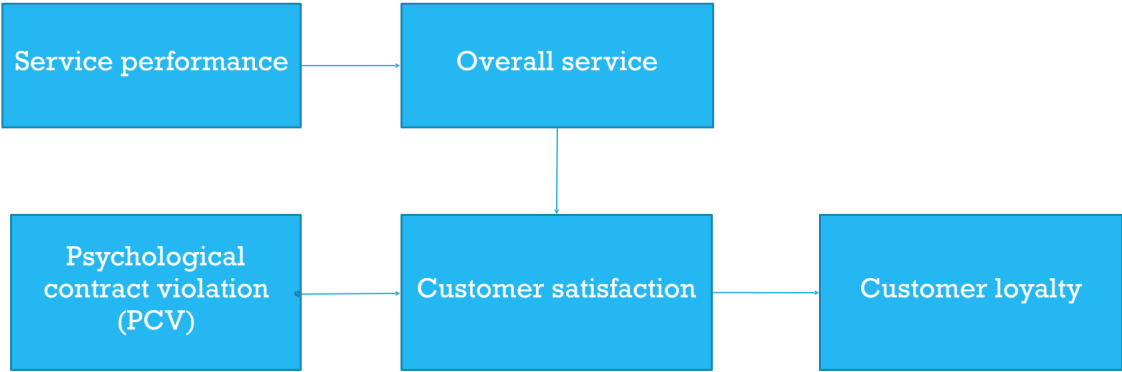 Service performance
Overall service
Psychological
contract violation
(PCV)
Customer satisfaction
Customer loyalty